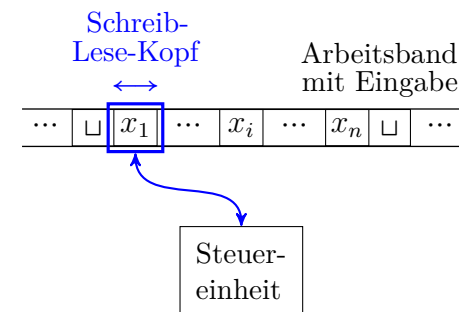 Schreib-
Lese-Kopf
Arbeitsband
mit Eingabe
··· ⊔ x₁ ··· xᵢ ··· xₙ ⊔ ···
Steuer-
einheit